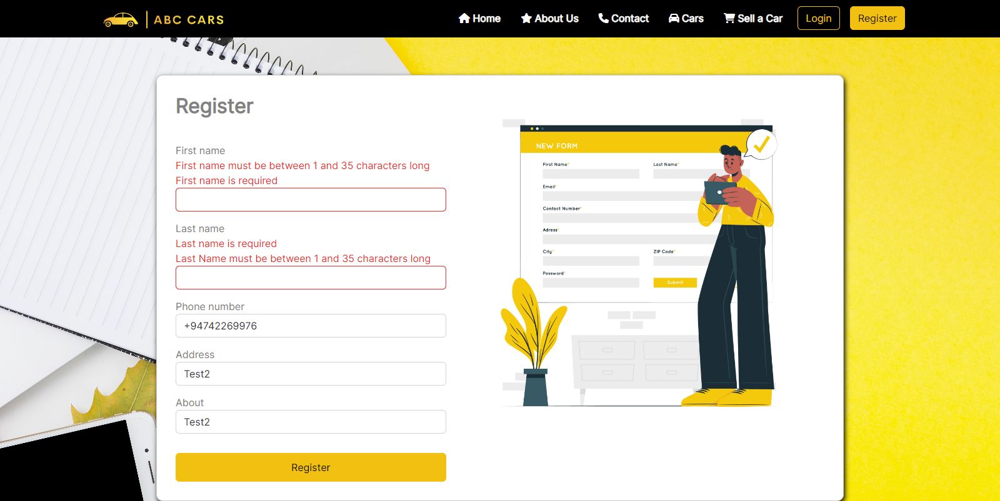 ABC CARS
Home About Us Contact Cars Sell a Car Login Register
Register
First name
First name must be between 1 and 35 characters long
First name is required
Last name
Last name is required
Last Name must be between 1 and 35 characters long
Phone number
+94742269976
Address
Test2
About
Test2
Register
NEW FORM
First Name* Last Name*
Email*
Contact Number*
Adress*
City* ZIP Code*
Password*
Submit